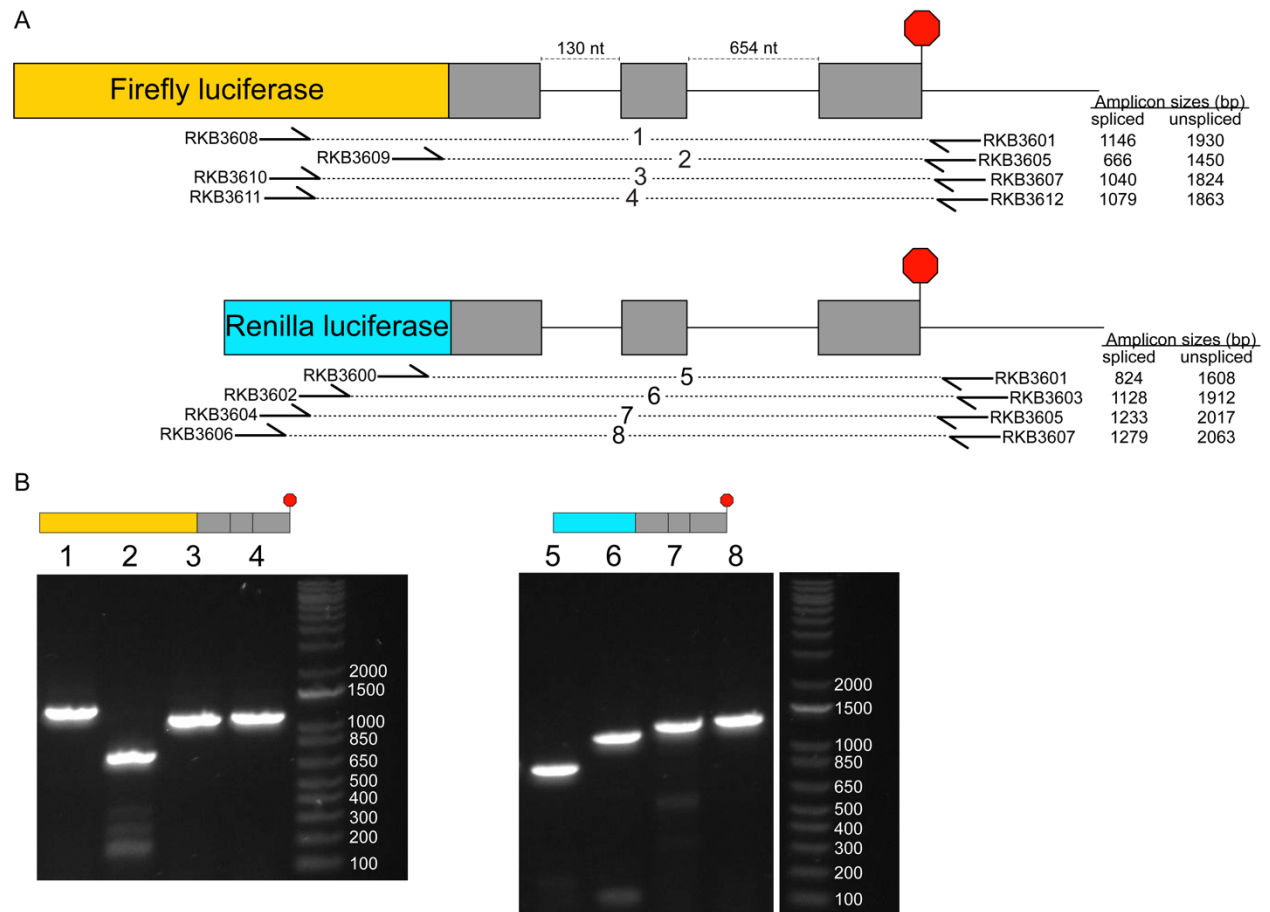 A
130 nt
654 nt
Firefly luciferase
Amplicon sizes (bp)
spliced unspliced
RKB3608 1 RKB3601 1146 1930
RKB3609 2 RKB3605 666 1450
RKB3610 3 RKB3607 1040 1824
RKB3611 4 RKB3612 1079 1863
Renilla luciferase
Amplicon sizes (bp)
spliced unspliced
RKB3600 5 RKB3601 824 1608
RKB3602 6 RKB3603 1128 1912
RKB3604 7 RKB3605 1233 2017
RKB3606 8 RKB3607 1279 2063
B
1 2 3 4
2000
1500
1000
850
650
500
400
300
200
100
5 6 7 8
2000
1500
1000
850
650
500
400
300
200
100